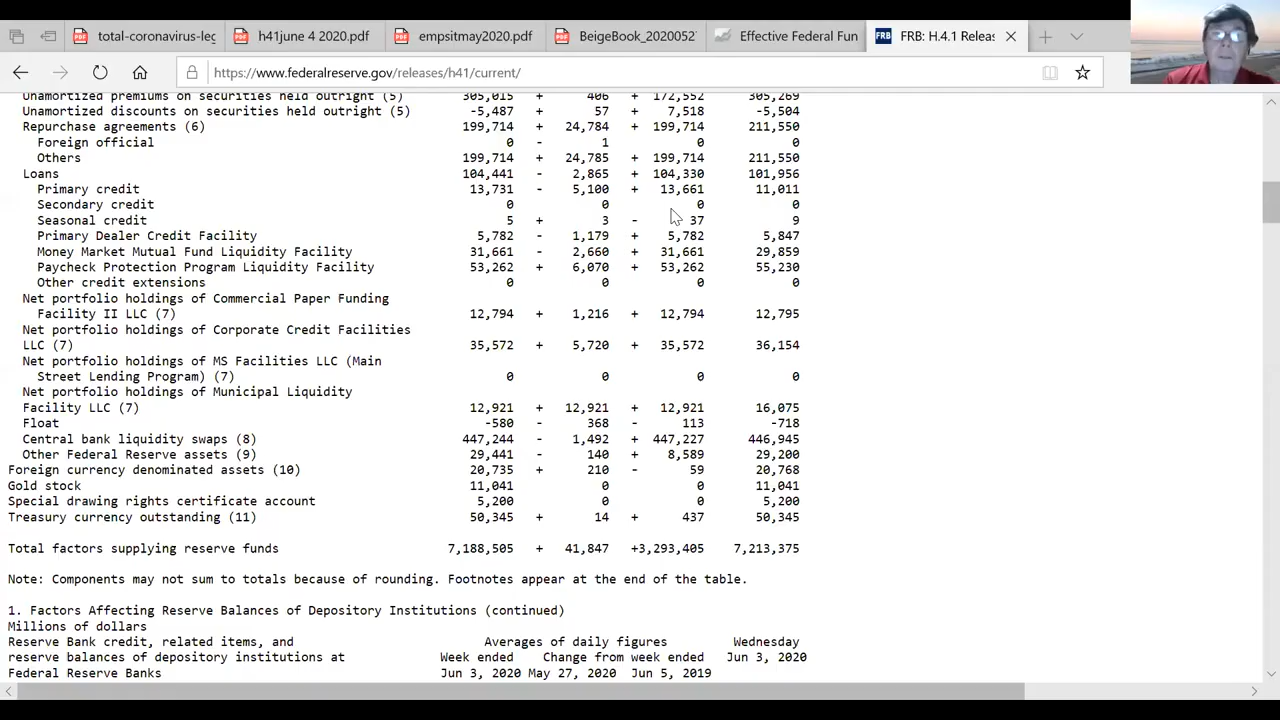 total-coronavirus-leg
h41june 4 2020.pdf
empsitmay2020.pdf
BeigeBook_2020052
Effective Federal Fun
FRB: H.4.1 Releas
https://www.federalreserve.gov/releases/h41/current/
Unamortized premiums on securities held outright (5) 305,015 + 406 + 172,552 305,269
Unamortized discounts on securities held outright (5) -5,487 + 57 + 7,518 -5,504
Repurchase agreements (6) 199,714 + 24,784 + 199,714 211,550
Foreign official 0 - 1 0 0
Others 199,714 + 24,785 + 199,714 211,550
Loans 104,441 - 2,865 + 104,330 101,956
Primary credit 13,731 - 5,100 + 13,661 11,011
Secondary credit 0 0 0 0
Seasonal credit 5 + 3 - 37 9
Primary Dealer Credit Facility 5,782 - 1,179 + 5,782 5,847
Money Market Mutual Fund Liquidity Facility 31,661 - 2,660 + 31,661 29,859
Paycheck Protection Program Liquidity Facility 53,262 + 6,070 + 53,262 55,230
Other credit extensions 0 0 0 0
Net portfolio holdings of Commercial Paper Funding
Facility II LLC (7) 12,794 + 1,216 + 12,794 12,795
Net portfolio holdings of Corporate Credit Facilities
LLC (7) 35,572 + 5,720 + 35,572 36,154
Net portfolio holdings of MS Facilities LLC (Main
Street Lending Program) (7) 0 0 0 0
Net portfolio holdings of Municipal Liquidity
Facility LLC (7) 12,921 + 12,921 + 12,921 16,075
Float -580 - 368 - 113 -718
Central bank liquidity swaps (8) 447,244 - 1,492 + 447,227 446,945
Other Federal Reserve assets (9) 29,441 - 140 + 8,589 29,200
Foreign currency denominated assets (10) 20,735 + 210 - 59 20,768
Gold stock 11,041 0 0 11,041
Special drawing rights certificate account 5,200 0 0 5,200
Treasury currency outstanding (11) 50,345 + 14 + 437 50,345
Total factors supplying reserve funds 7,188,505 + 41,847 +3,293,405 7,213,375
Note: Components may not sum to totals because of rounding. Footnotes appear at the end of the table.
1. Factors Affecting Reserve Balances of Depository Institutions (continued)
Millions of dollars
Reserve Bank credit, related items, and Averages of daily figures Wednesday
reserve balances of depository institutions at Week ended Change from week ended Jun 3, 2020
Federal Reserve Banks Jun 3, 2020 May 27, 2020 Jun 5, 2019